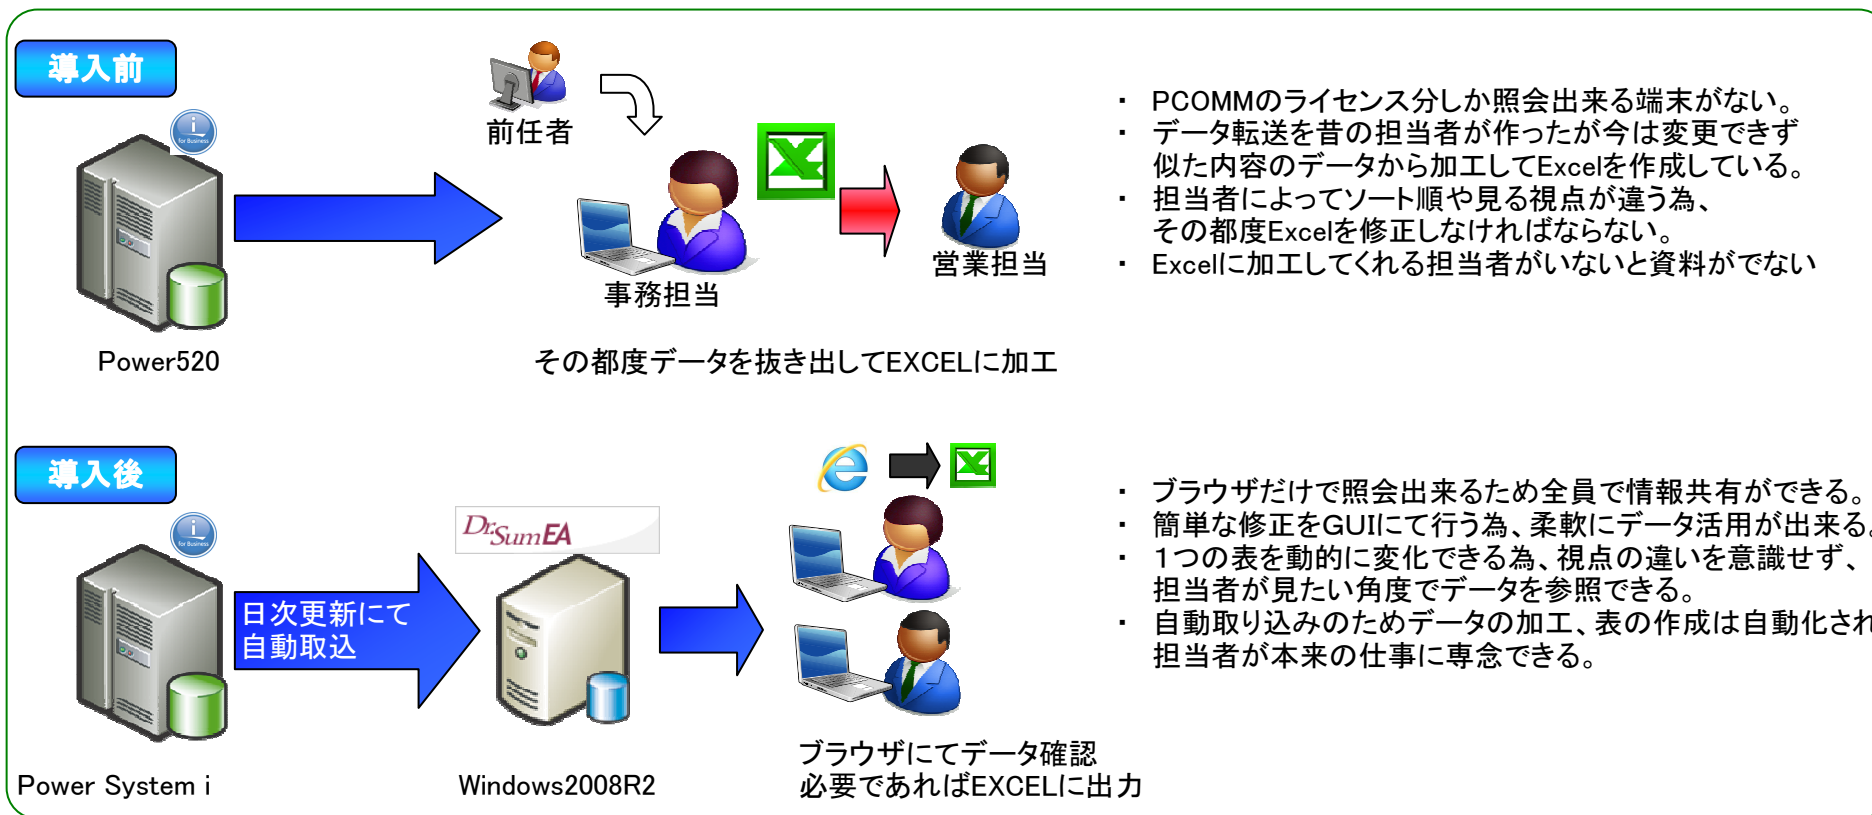 導入前
i
for Business
前任者
事務担当
営業担当
Power520
その都度データを抜き出してEXCELに加工
・ PCOMMのライセンス分しか照会出来る端末がない。
・ データ転送を昔の担当者が作ったが今は変更できず
似た内容のデータから加工してExcelを作成している。
・ 担当者によってソート順や見る視点が違う為、
その都度Excelを修正しなければならない。
・ Excelに加工してくれる担当者がいないと資料がでない
導入後
i
for Business
日次更新にて
自動取込
Dr.SumEA
Power System i
Windows2008R2
ブラウザにてデータ確認
必要であればEXCELに出力
・ ブラウザだけで照会出来るため全員で情報共有ができる。
・ 簡単な修正をGUIにて行う為、柔軟にデータ活用が出来る。
・ 1つの表を動的に変化できる為、視点の違いを意識せず、
担当者が見たい角度でデータを参照できる。
・ 自動取り込みのためデータの加工、表の作成は自動化され
担当者が本来の仕事に専念できる。